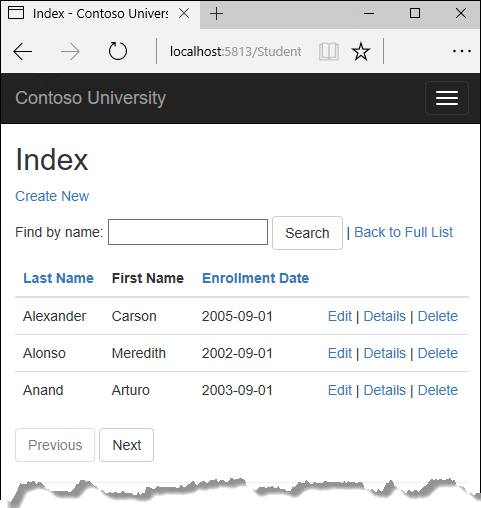 Index - Contoso Universi
localhost:5813/Student
Contoso University
Index
Create New
Find by name: Search | Back to Full List
Last Name First Name Enrollment Date
Alexander Carson 2005-09-01 Edit | Details | Delete
Alonso Meredith 2002-09-01 Edit | Details | Delete
Anand Arturo 2003-09-01 Edit | Details | Delete
Previous Next